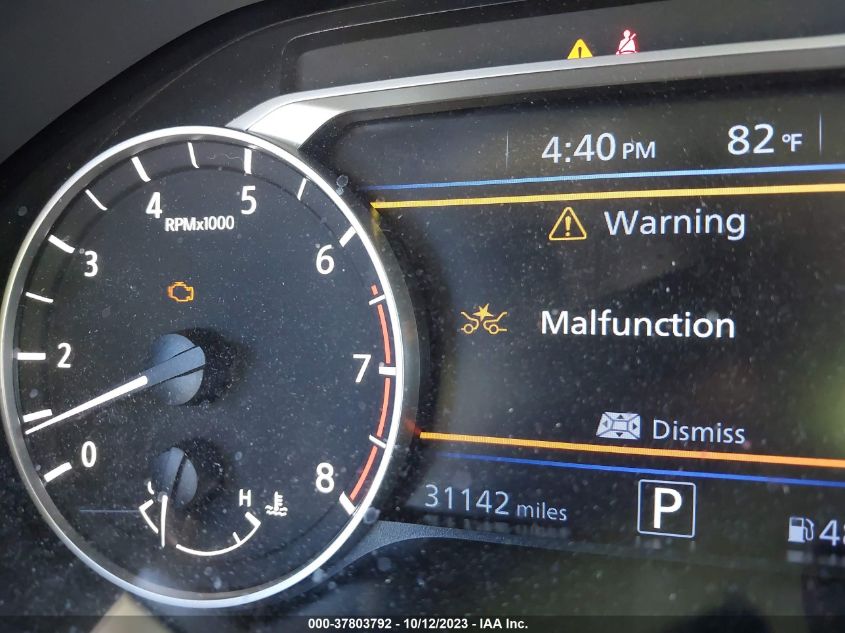 4:40 PM 82 °F
Warning
Malfunction
Dismiss
31142 miles
P
48
5
4
RPMx1000
6
3
2
7
0
8
H
000-37803792 - 10/12/2023 - IAA Inc.